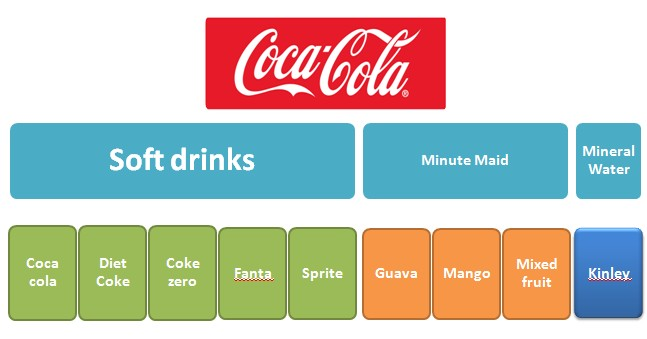 Coca-Cola®
Soft drinks
Minute Maid
Mineral
Water
Coca
cola
Diet
Coke
Coke
zero
Fanta
Sprite
Guava
Mango
Mixed
fruit
Kinley